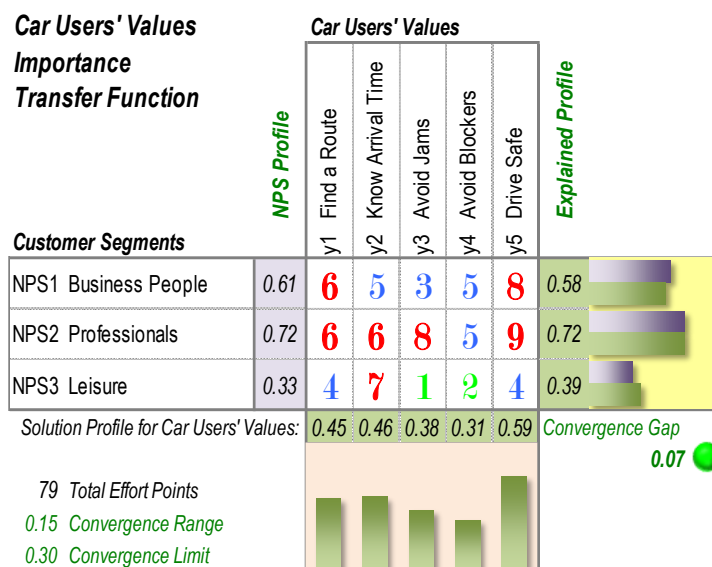 Car Users' Values
Importance
Transfer Function
Car Users' Values
NPS Profile
y1 Find a Route
y2 Know Arrival Time
y3 Avoid Jams
y4 Avoid Blockers
y5 Drive Safe
Explained Profile
Customer Segments
NPS1 Business People 0.61 6 5 3 5 8 0.58
NPS2 Professionals 0.72 6 6 8 5 9 0.72
NPS3 Leisure 0.33 4 7 1 2 4 0.39
Solution Profile for Car Users' Values: 0.45 0.46 0.38 0.31 0.59 Convergence Gap
0.07
79 Total Effort Points
0.15 Convergence Range
0.30 Convergence Limit